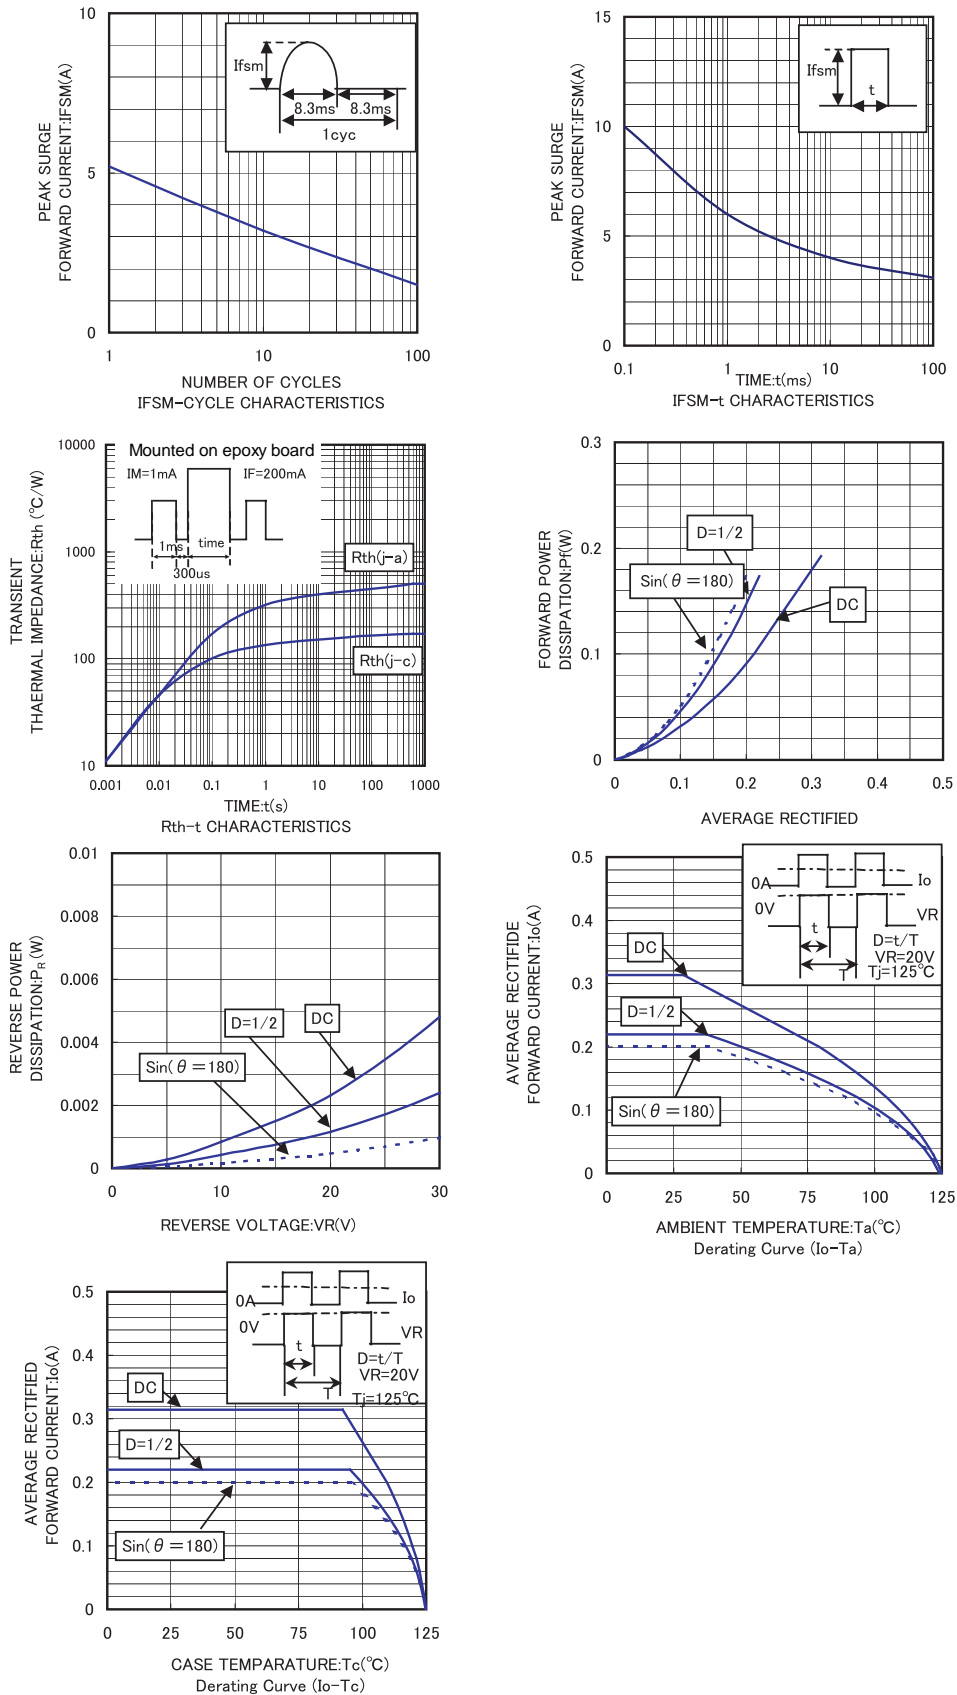 10
5
0
1
10
100
PEAK SURGE
FORWARD CURRENT:IFSM(A)
Ifsm
8.3ms
8.3ms
1cyc
NUMBER OF CYCLES
IFSM-CYCLE CHARACTERISTICS
15
10
5
0
0.1
1
10
100
PEAK SURGE
FORWARD CURRENT:IFSM(A)
Ifsm
t
TIME:t(ms)
IFSM-t CHARACTERISTICS
10000
1000
100
10
0.001
0.01
0.1
1
10
100
1000
TRANSIENT
THAERMAL IMPEDANCE:Rth (℃/W)
Mounted on epoxy board
IM=1mA
IF=200mA
1ms
time
300us
Rth(j-a)
Rth(j-c)
TIME:t(s)
Rth-t CHARACTERISTICS
0.3
0.2
0.1
0
0
0.1
0.2
0.3
0.4
0.5
FORWARD POWER
DISSIPATION:Pf(W)
D=1/2
Sin(θ=180)
DC
AVERAGE RECTIFIED
0.01
0.008
0.006
0.004
0.002
0
0
10
20
30
REVERSE POWER
DISSIPATION:PR (W)
DC
D=1/2
Sin(θ=180)
REVERSE VOLTAGE:VR(V)
0.5
0.4
0.3
0.2
0.1
0
0
25
50
75
100
125
AVERAGE RECTIFIDE
FORWARD CURRENT:Io(A)
0A
Io
0V
VR
t
T
D=t/T
VR=20V
Tj=125℃
DC
D=1/2
Sin(θ=180)
AMBIENT TEMPERATURE:Ta(℃)
Derating Curve (Io-Ta)
0.5
0.4
0.3
0.2
0.1
0
0
25
50
75
100
125
AVERAGE RECTIFIED
FORWARD CURRENT:Io(A)
0A
Io
0V
VR
t
T
D=t/T
VR=20V
Tj=125℃
DC
D=1/2
Sin(θ=180)
CASE TEMPARATURE:Tc(℃)
Derating Curve (Io-Tc)